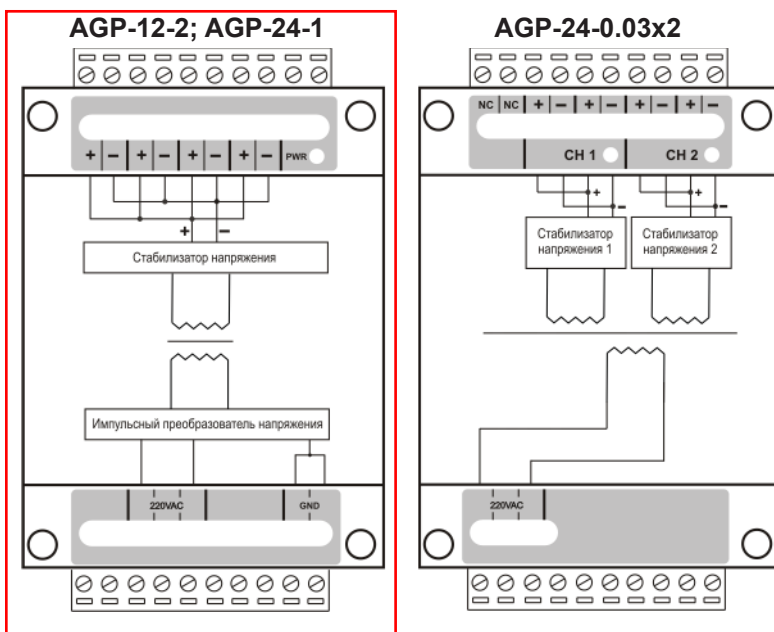 AGP-12-2; AGP-24-1
+ − + − + − + − PWR
+ −
Стабилизатор напряжения
Импульсный преобразователь напряжения
220VAC GND
AGP-24-0.03x2
NC NC + − + − + − + −
CH 1 CH 2
+ +
− −
Стабилизатор
напряжения 1
Стабилизатор
напряжения 2
220VAC